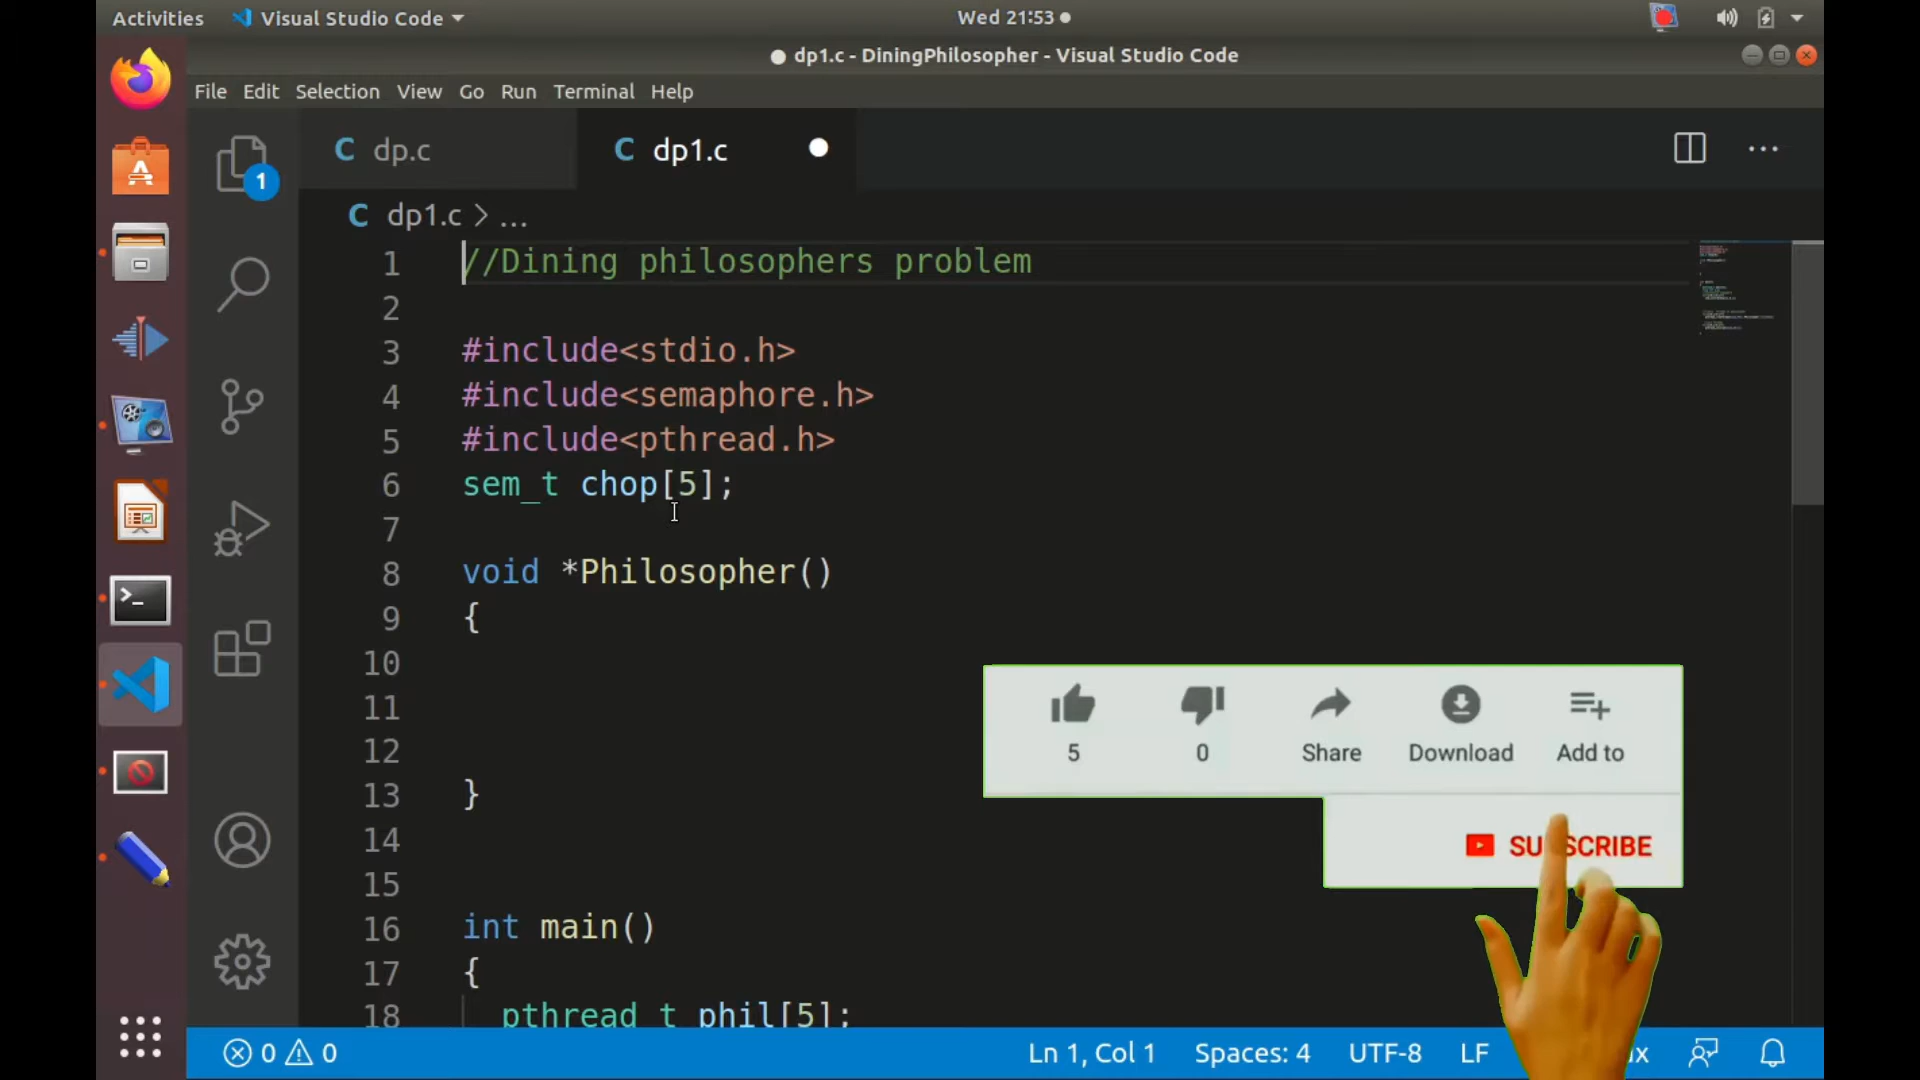 Activities Visual Studio Code Wed 21:53
dp1.c - DiningPhilosopher - Visual Studio Code
File Edit Selection View Go Run Terminal Help
1
C dp.c C dp1.c
C dp1.c > ...
1 //Dining philosophers problem
2
3 #include<stdio.h>
4 #include<semaphore.h>
5 #include<pthread.h>
6 sem_t chop[5];
7
8 void *Philosopher()
9 {
10
11
12
13 }
14
15
16 int main()
17 {
18 pthread_t phil[5];
5 0 Share Download Add to
SUBSCRIBE
0 0 Ln 1, Col 1 Spaces: 4 UTF-8 LF